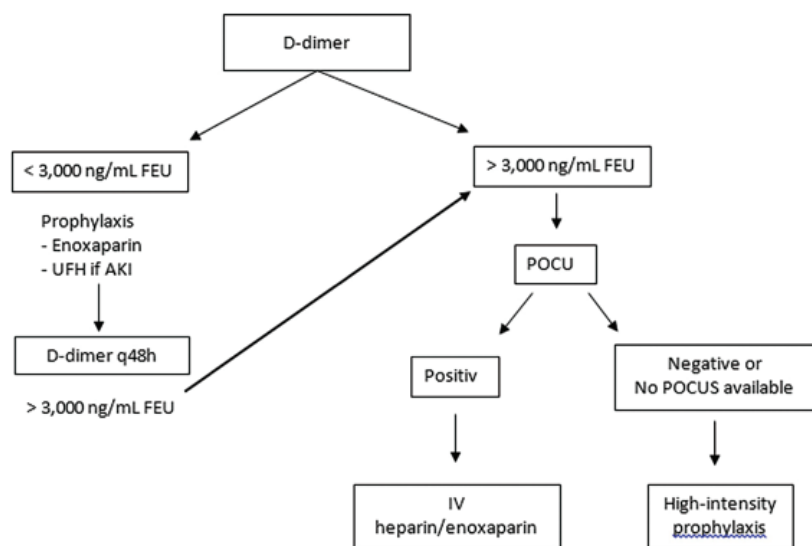 D-dimer
< 3,000 ng/mL FEU
> 3,000 ng/mL FEU
Prophylaxis
- Enoxaparin
- UFH if AKI
POCU
D-dimer q48h
> 3,000 ng/mL FEU
Positiv
Negative or
No POCUS available
IV
heparin/enoxaparin
High-intensity
prophylaxis